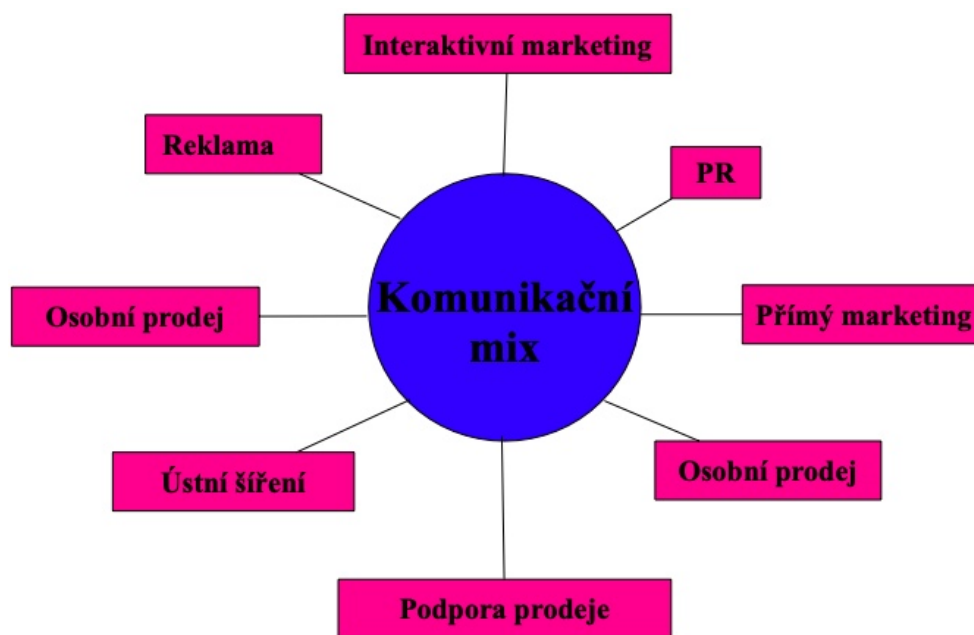 Interaktivní marketing
Reklama
PR
Osobní prodej
Komunikační
mix
Přímý marketing
Ústní šíření
Osobní prodej
Podpora prodeje